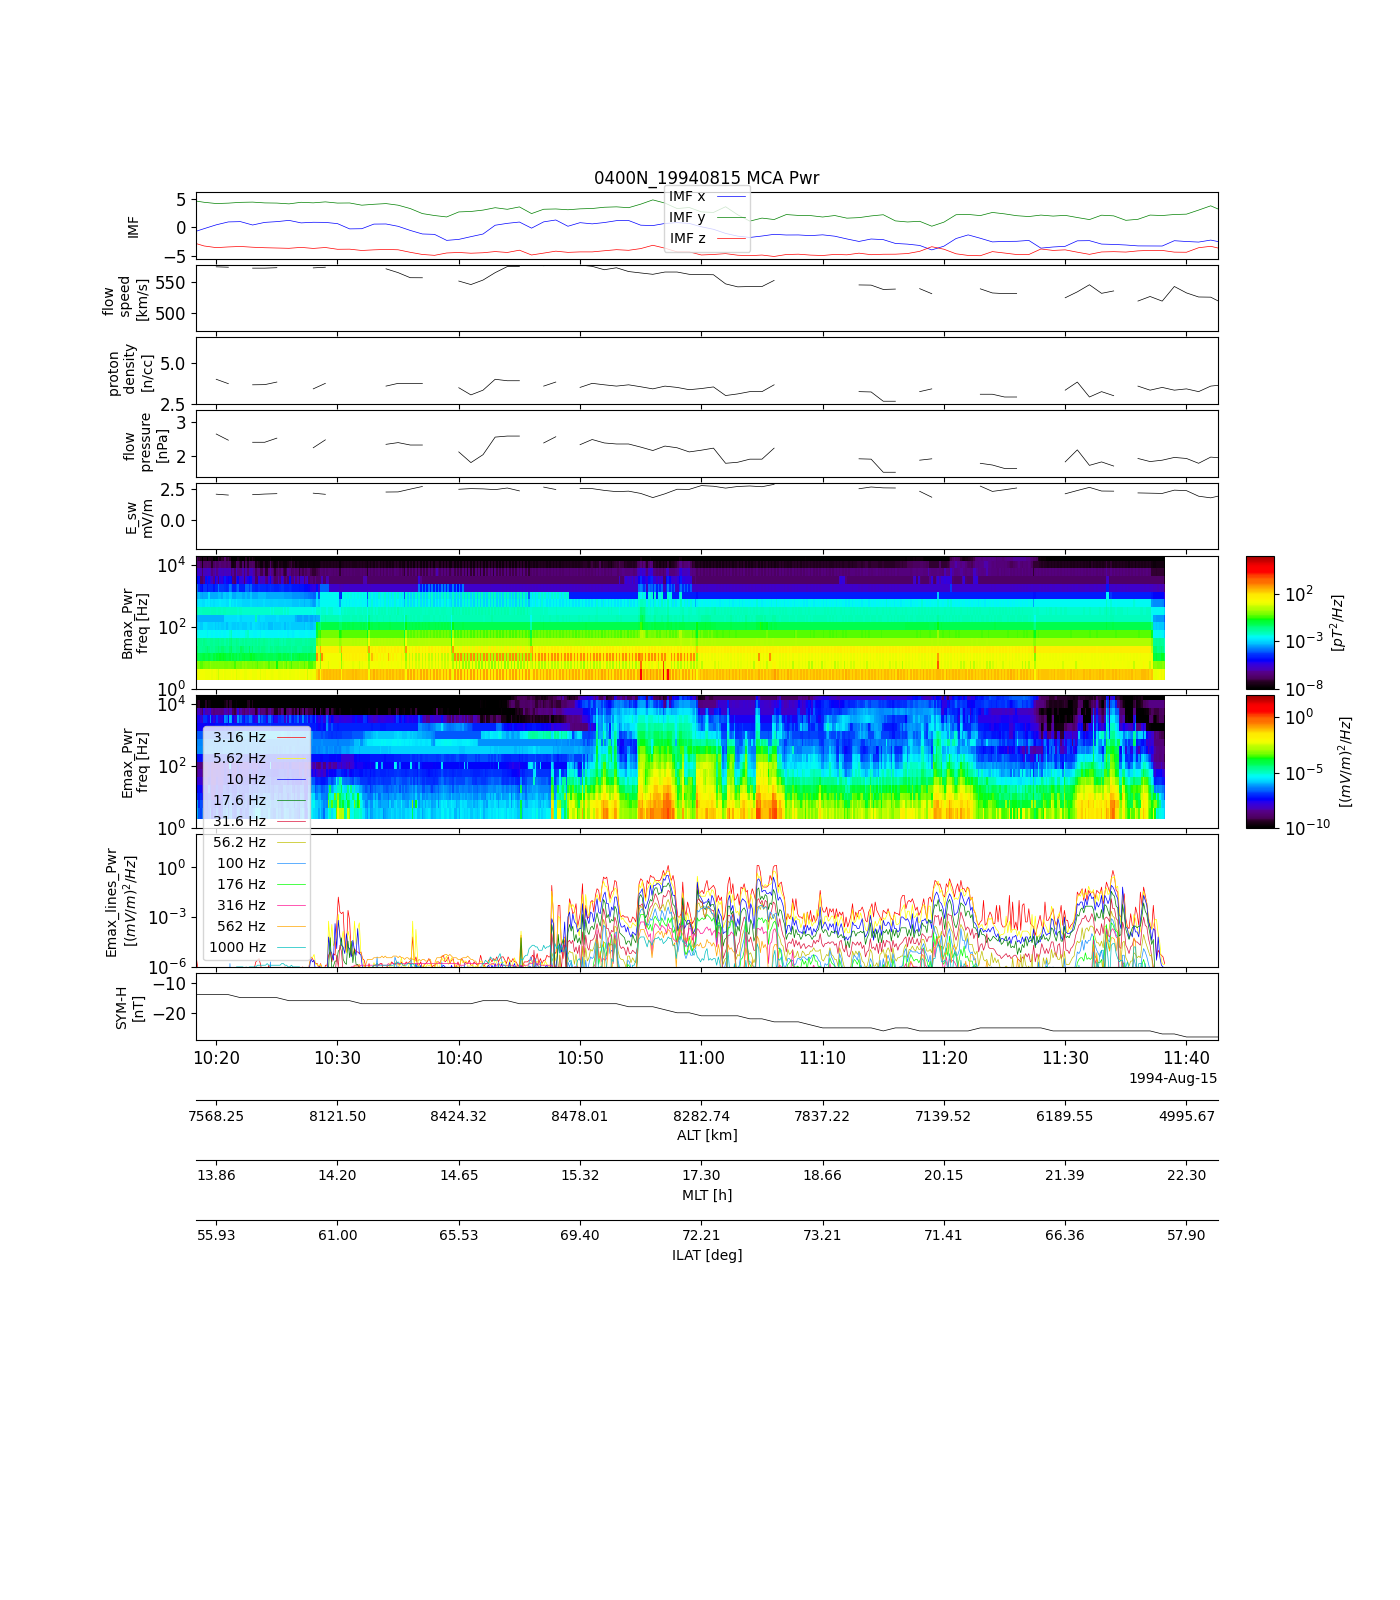 0400N_19940815 MCA Pwr
5
0
−5
IMF
IMF x
IMF y
IMF z
550
500
flow
speed
[km/s]
5.0
2.5
proton
density
[n/cc]
3
2
flow
pressure
[nPa]
2.5
0.0
E_sw
mV/m
10^4
10^2
10^0
Bmax_Pwr
freq [Hz]
10^2
10^−3
10^−8
[pT^2/Hz]
10^4
10^2
10^0
Emax_Pwr
freq [Hz]
10^0
10^−5
10^−10
[(mV/m)^2/Hz]
3.16 Hz
5.62 Hz
10 Hz
17.6 Hz
31.6 Hz
56.2 Hz
100 Hz
176 Hz
316 Hz
562 Hz
1000 Hz
10^0
10^−3
10^−6
Emax_lines_Pwr
[(mV/m)^2/Hz]
−10
−20
SYM-H
[nT]
10:20 10:30 10:40 10:50 11:00 11:10 11:20 11:30 11:40
1994-Aug-15
7568.25 8121.50 8424.32 8478.01 8282.74 7837.22 7139.52 6189.55 4995.67
ALT [km]
13.86 14.20 14.65 15.32 17.30 18.66 20.15 21.39 22.30
MLT [h]
55.93 61.00 65.53 69.40 72.21 73.21 71.41 66.36 57.90
ILAT [deg]